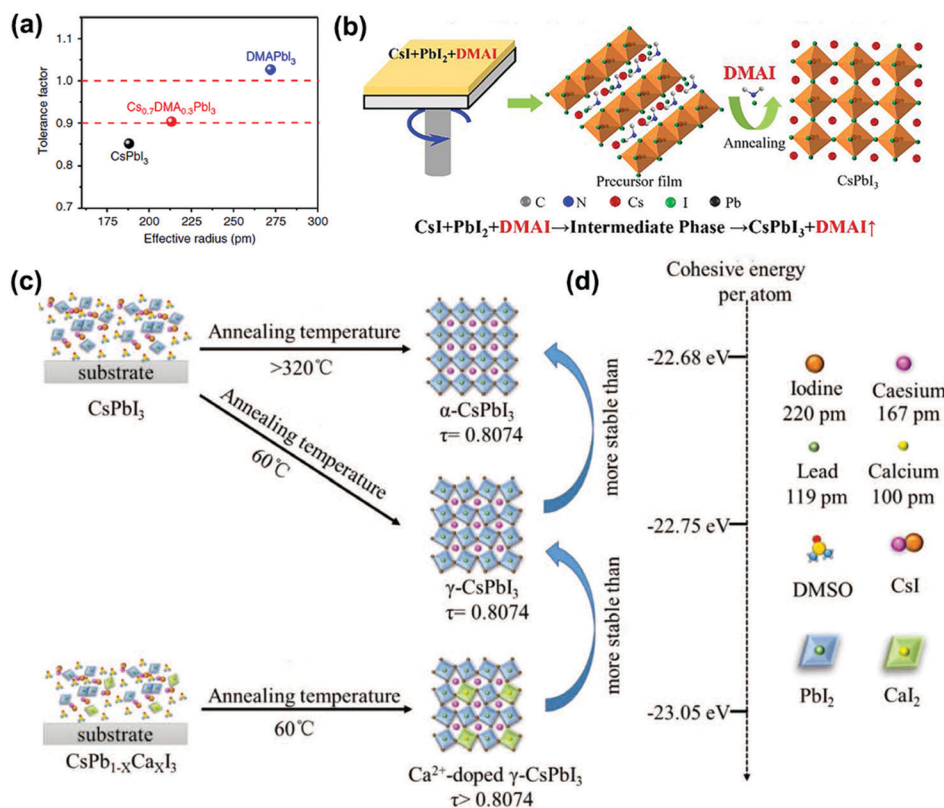 (a)
1.1
1.0
0.9
0.8
0.7
Tolerance factor
DMAPbI₃
Cs₀.₇DMA₀.₃PbI₃
CsPbI₃
200 225 250 275 300
Effective radius (pm)
(b)
CsI+PbI₂+DMAI
DMAI
Annealing
Precursor film
CsPbI₃
C N Cs I Pb
CsI+PbI₂+DMAI→Intermediate Phase →CsPbI₃+DMAI↑
(c)
substrate
CsPbI₃
Annealing temperature
>320℃
Annealing temperature
60℃
α-CsPbI₃
τ= 0.8074
γ-CsPbI₃
τ= 0.8074
more stable than
more stable than
substrate
CsPb₁₋ₓCaₓI₃
Annealing temperature
60℃
Ca²⁺-doped γ-CsPbI₃
τ> 0.8074
(d)
Cohesive energy
per atom
-22.68 eV
-22.75 eV
-23.05 eV
Iodine
220 pm
Caesium
167 pm
Lead
119 pm
Calcium
100 pm
DMSO
CsI
PbI₂
CaI₂